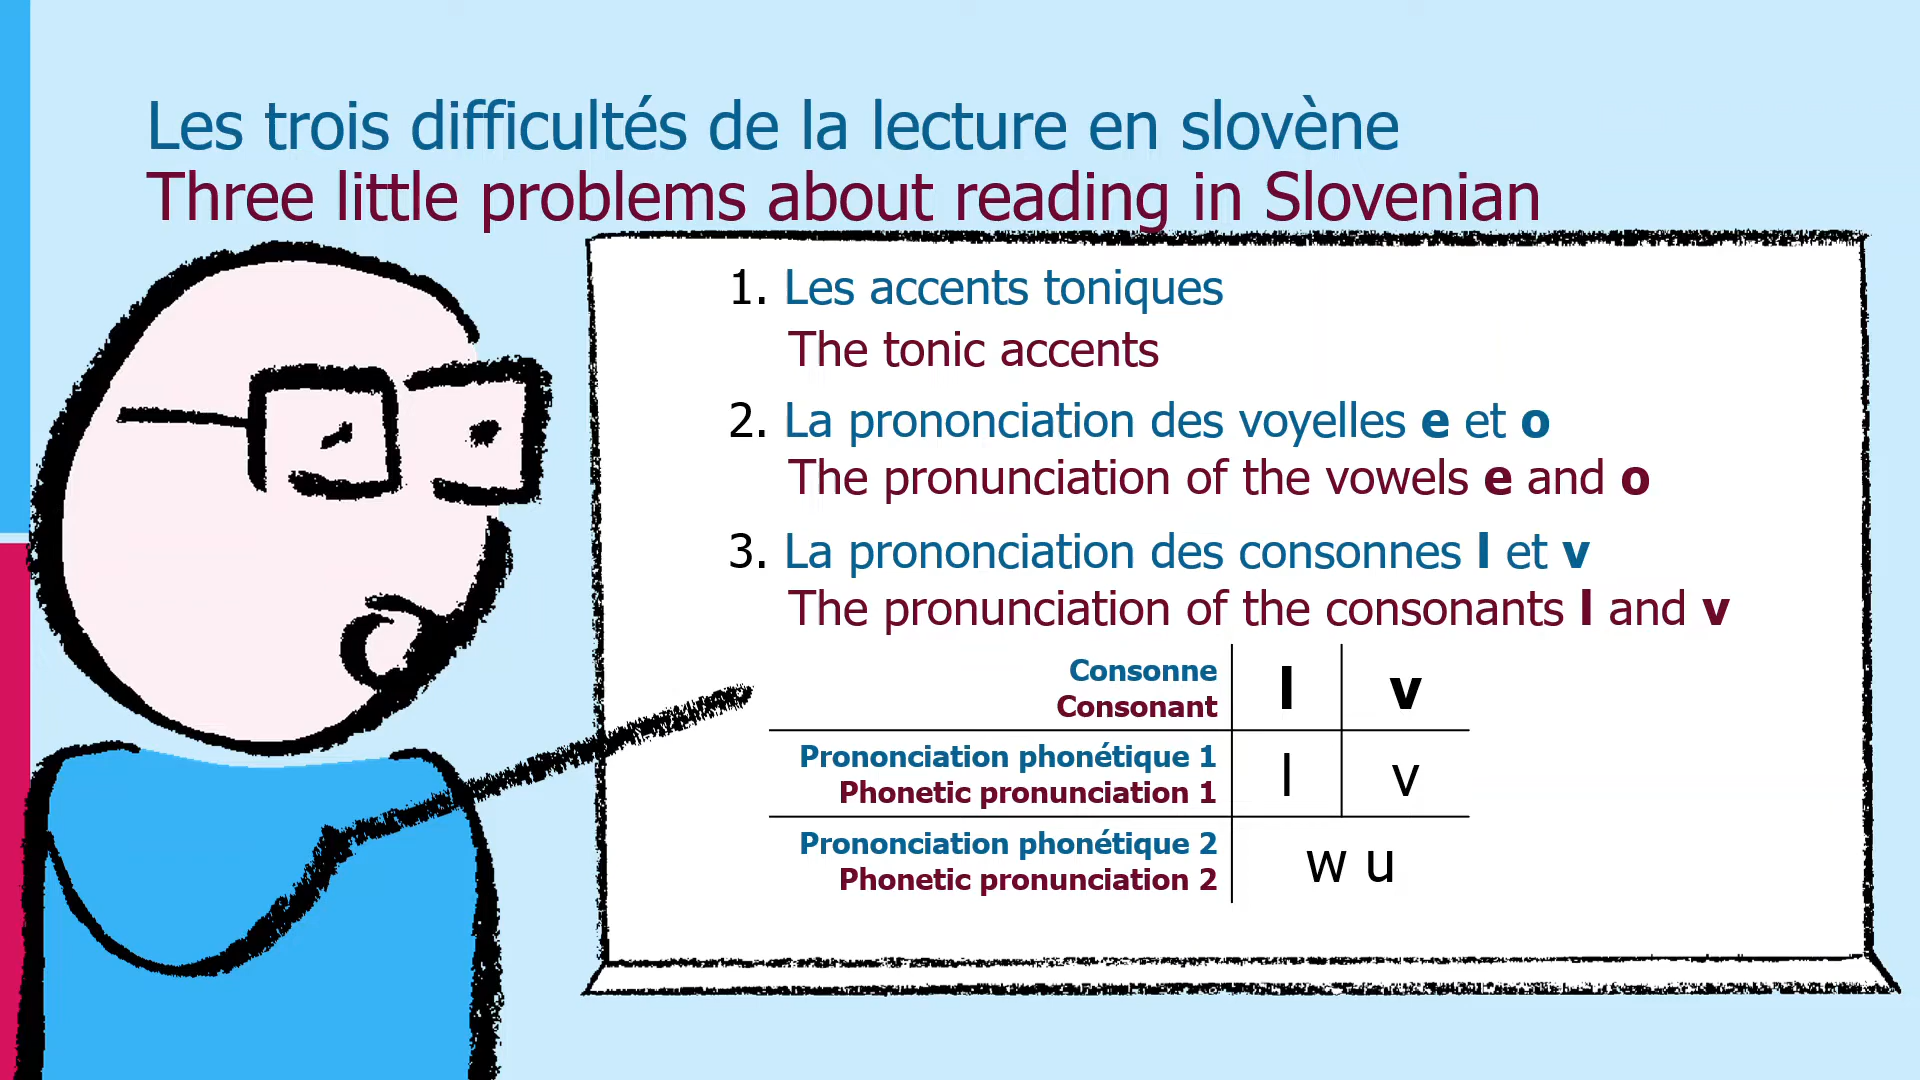 Les trois difficultés de la lecture en slovène
Three little problems about reading in Slovenian
1. Les accents toniques
The tonic accents
2. La prononciation des voyelles e et o
The pronunciation of the vowels e and o
3. La prononciation des consonnes l et v
The pronunciation of the consonants l and v
Consonne
Consonant
l v
Prononciation phonétique 1
Phonetic pronunciation 1
l v
Prononciation phonétique 2
Phonetic pronunciation 2
w u